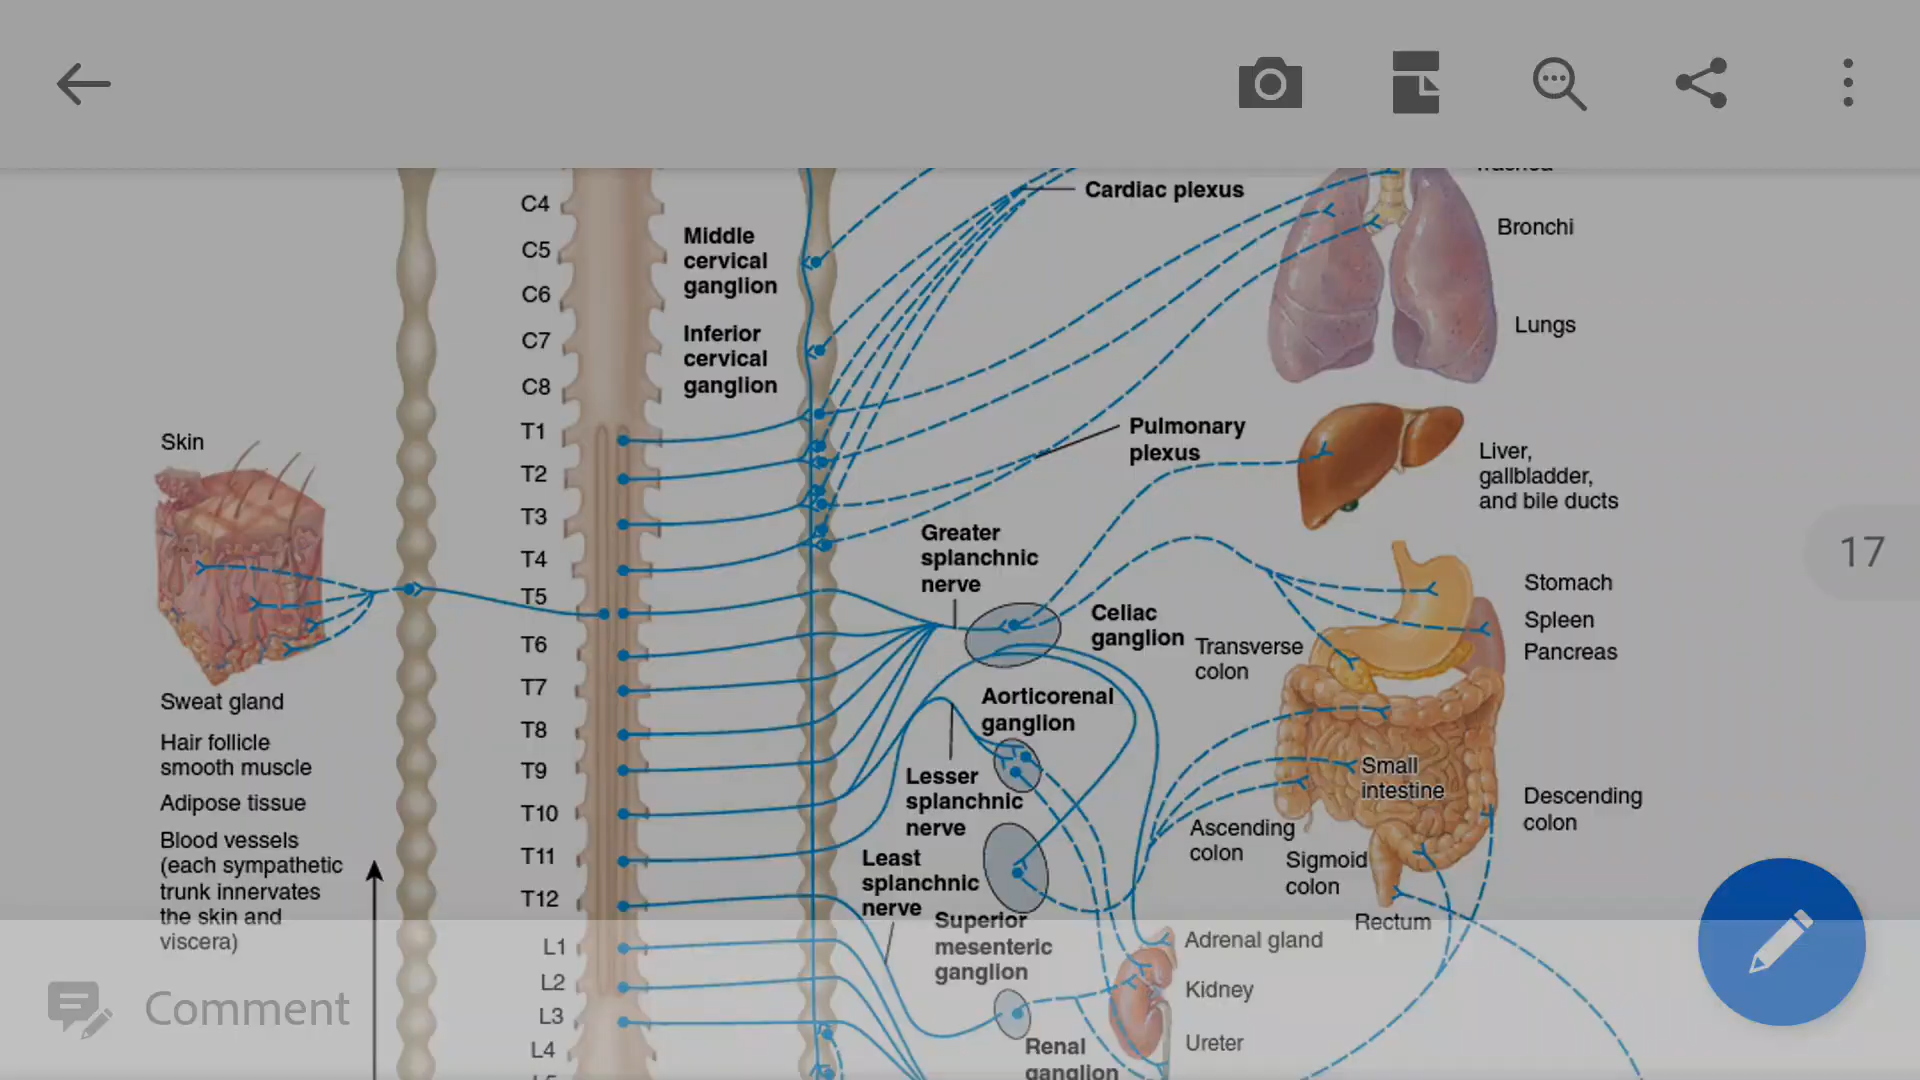 Cardiac plexus
Bronchi
Lungs
C4
C5
C6
C7
C8
T1
T2
T3
T4
T5
T6
T7
T8
T9
T10
T11
T12
L1
L2
L3
L4
Middle
cervical
ganglion
Inferior
cervical
ganglion
Skin
Pulmonary
plexus
Liver,
gallbladder,
and bile ducts
17
Greater
splanchnic
nerve
Celiac
ganglion
Stomach
Spleen
Pancreas
Transverse
colon
Sweat gland
Hair follicle
smooth muscle
Adipose tissue
Blood vessels
(each sympathetic
trunk innervates
the skin and
viscera)
Aorticorenal
ganglion
Lesser
splanchnic
nerve
Least
splanchnic
nerve
Superior
mesenteric
ganglion
Small
intestine
Descending
colon
Ascending
colon
Sigmoid
colon
Rectum
Adrenal gland
Kidney
Ureter
Renal
ganglion
Comment